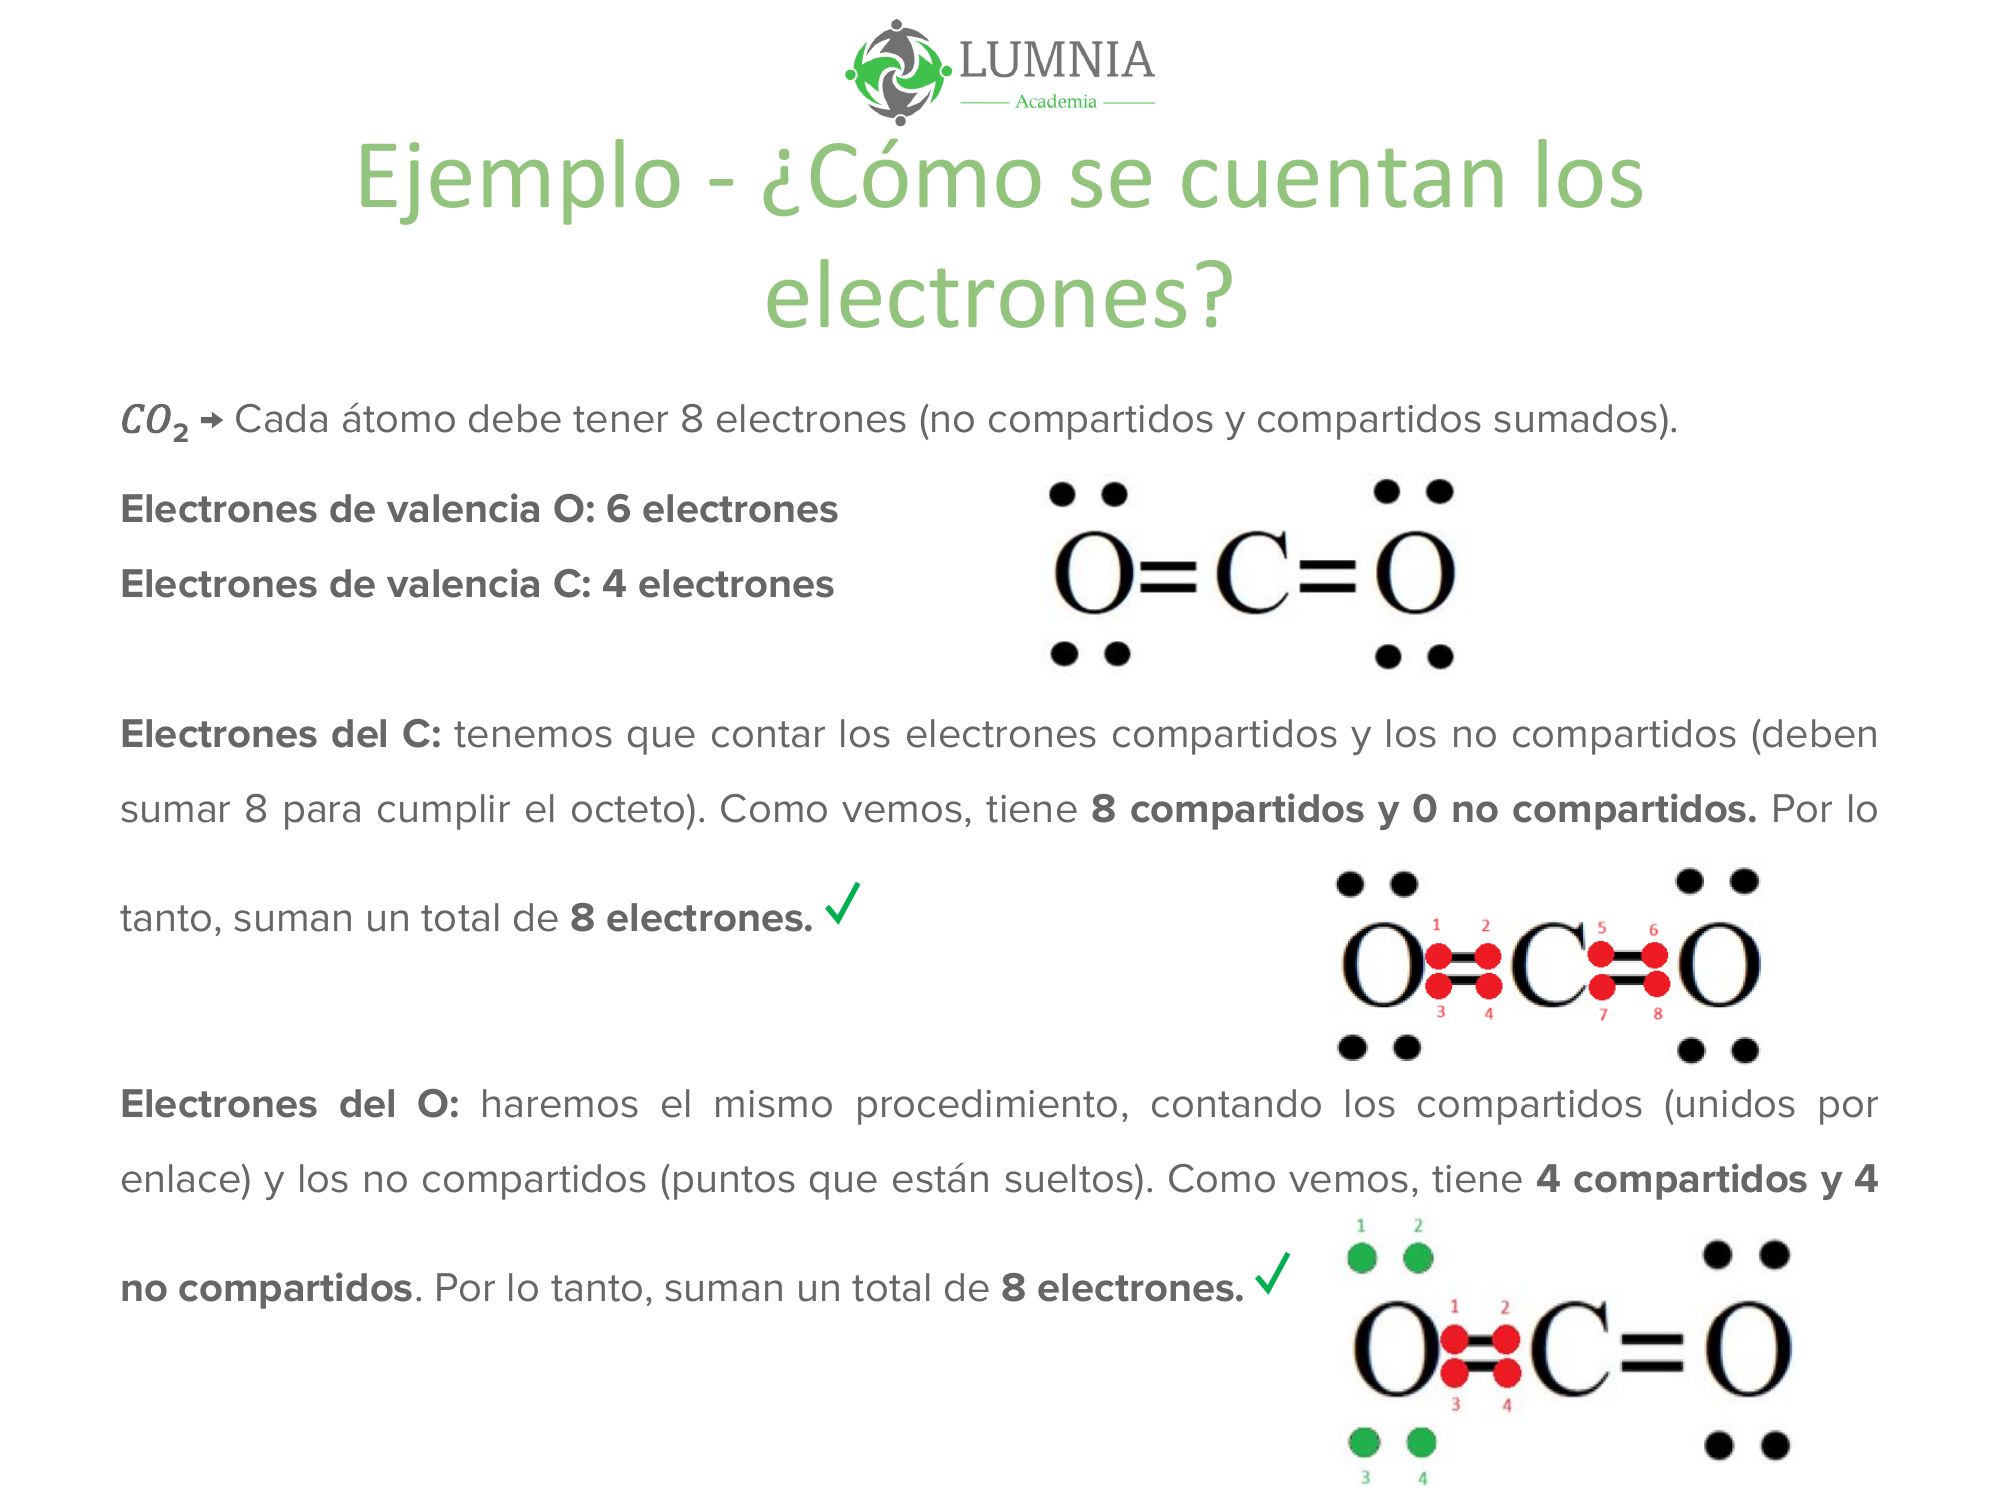 LUMNIA
Academia
Ejemplo - ¿Cómo se cuentan los
electrones?
CO₂ → Cada átomo debe tener 8 electrones (no compartidos y compartidos sumados).
Electrones de valencia O: 6 electrones
Electrones de valencia C: 4 electrones
O=C=O
Electrones del C: tenemos que contar los electrones compartidos y los no compartidos (deben
sumar 8 para cumplir el octeto). Como vemos, tiene 8 compartidos y 0 no compartidos. Por lo
tanto, suman un total de 8 electrones. ✓
1 2 5 6
O=C=O
3 4 7 8
Electrones del O: haremos el mismo procedimiento, contando los compartidos (unidos por
enlace) y los no compartidos (puntos que están sueltos). Como vemos, tiene 4 compartidos y 4
no compartidos. Por lo tanto, suman un total de 8 electrones. ✓
1 2
1 2
O=C=O
3 4
3 4